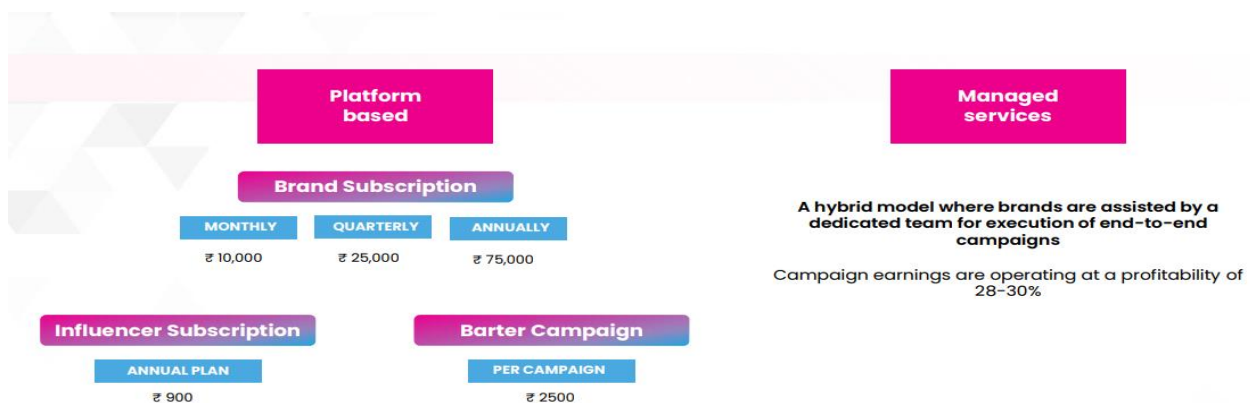 Platform
based
Brand Subscription
MONTHLY QUARTERLY ANNUALLY
₹ 10,000 ₹ 25,000 ₹ 75,000
Influencer Subscription
ANNUAL PLAN
₹ 900
Barter Campaign
PER CAMPAIGN
₹ 2500
Managed
services
A hybrid model where brands are assisted by a
dedicated team for execution of end-to-end
campaigns
Campaign earnings are operating at a profitability of
28-30%